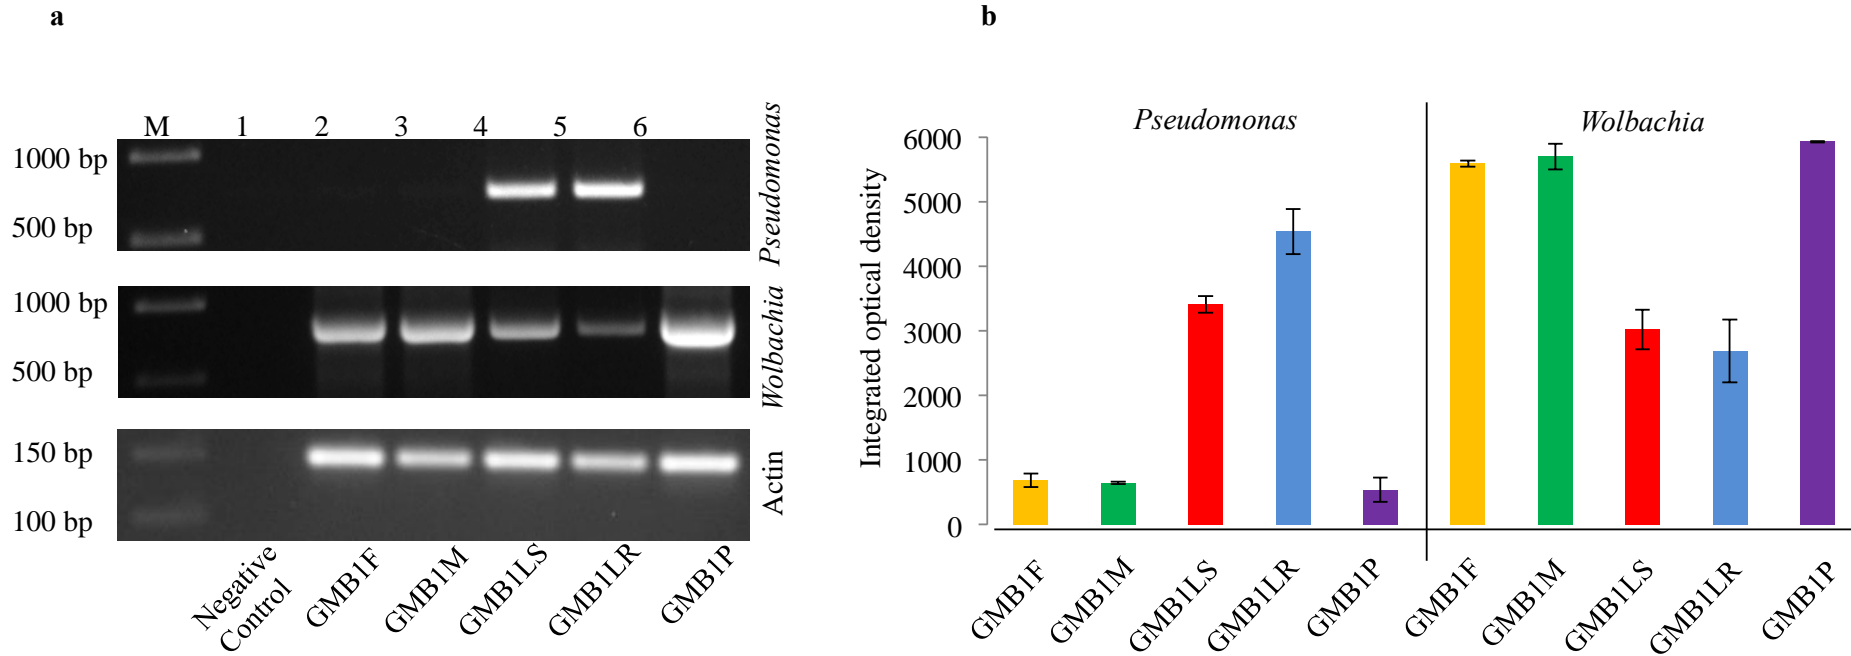 a
M 1 2 3 4 5 6
1000 bp
500 bp
Pseudomonas
1000 bp
500 bp
Wolbachia
150 bp
100 bp
Actin
Negative
Control
GMB1F
GMB1M
GMB1LS
GMB1LR
GMB1P
b
Pseudomonas
Wolbachia
Integrated optical density
6000
5000
4000
3000
2000
1000
0
GMB1F
GMB1M
GMB1LS
GMB1LR
GMB1P
GMB1F
GMB1M
GMB1LS
GMB1LR
GMB1P